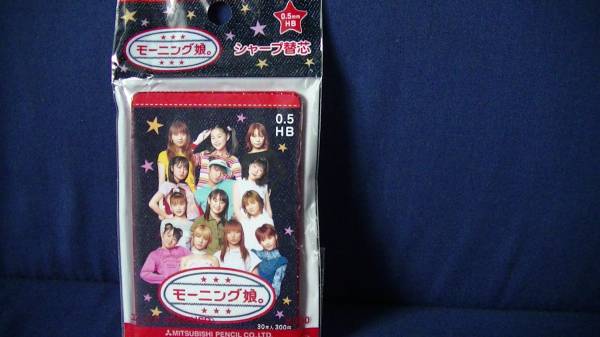 0.5mm
HB
モーニング娘。
シャープ替芯
0.5
HB
モーニング娘。
30本入 300円
MITSUBISHI PENCIL CO.,LTD.